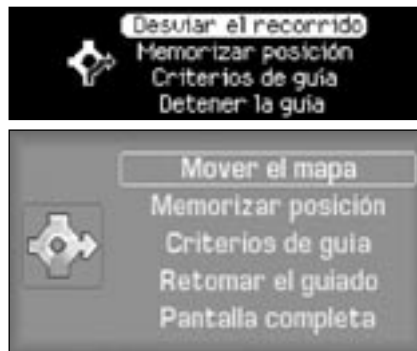 Desviar el recorrido
Memorizar posición
Criterios de guía
Detener la guía
Mover el mapa
Memorizar posición
Criterios de guia
Retomar el guiado
Pantalla completa